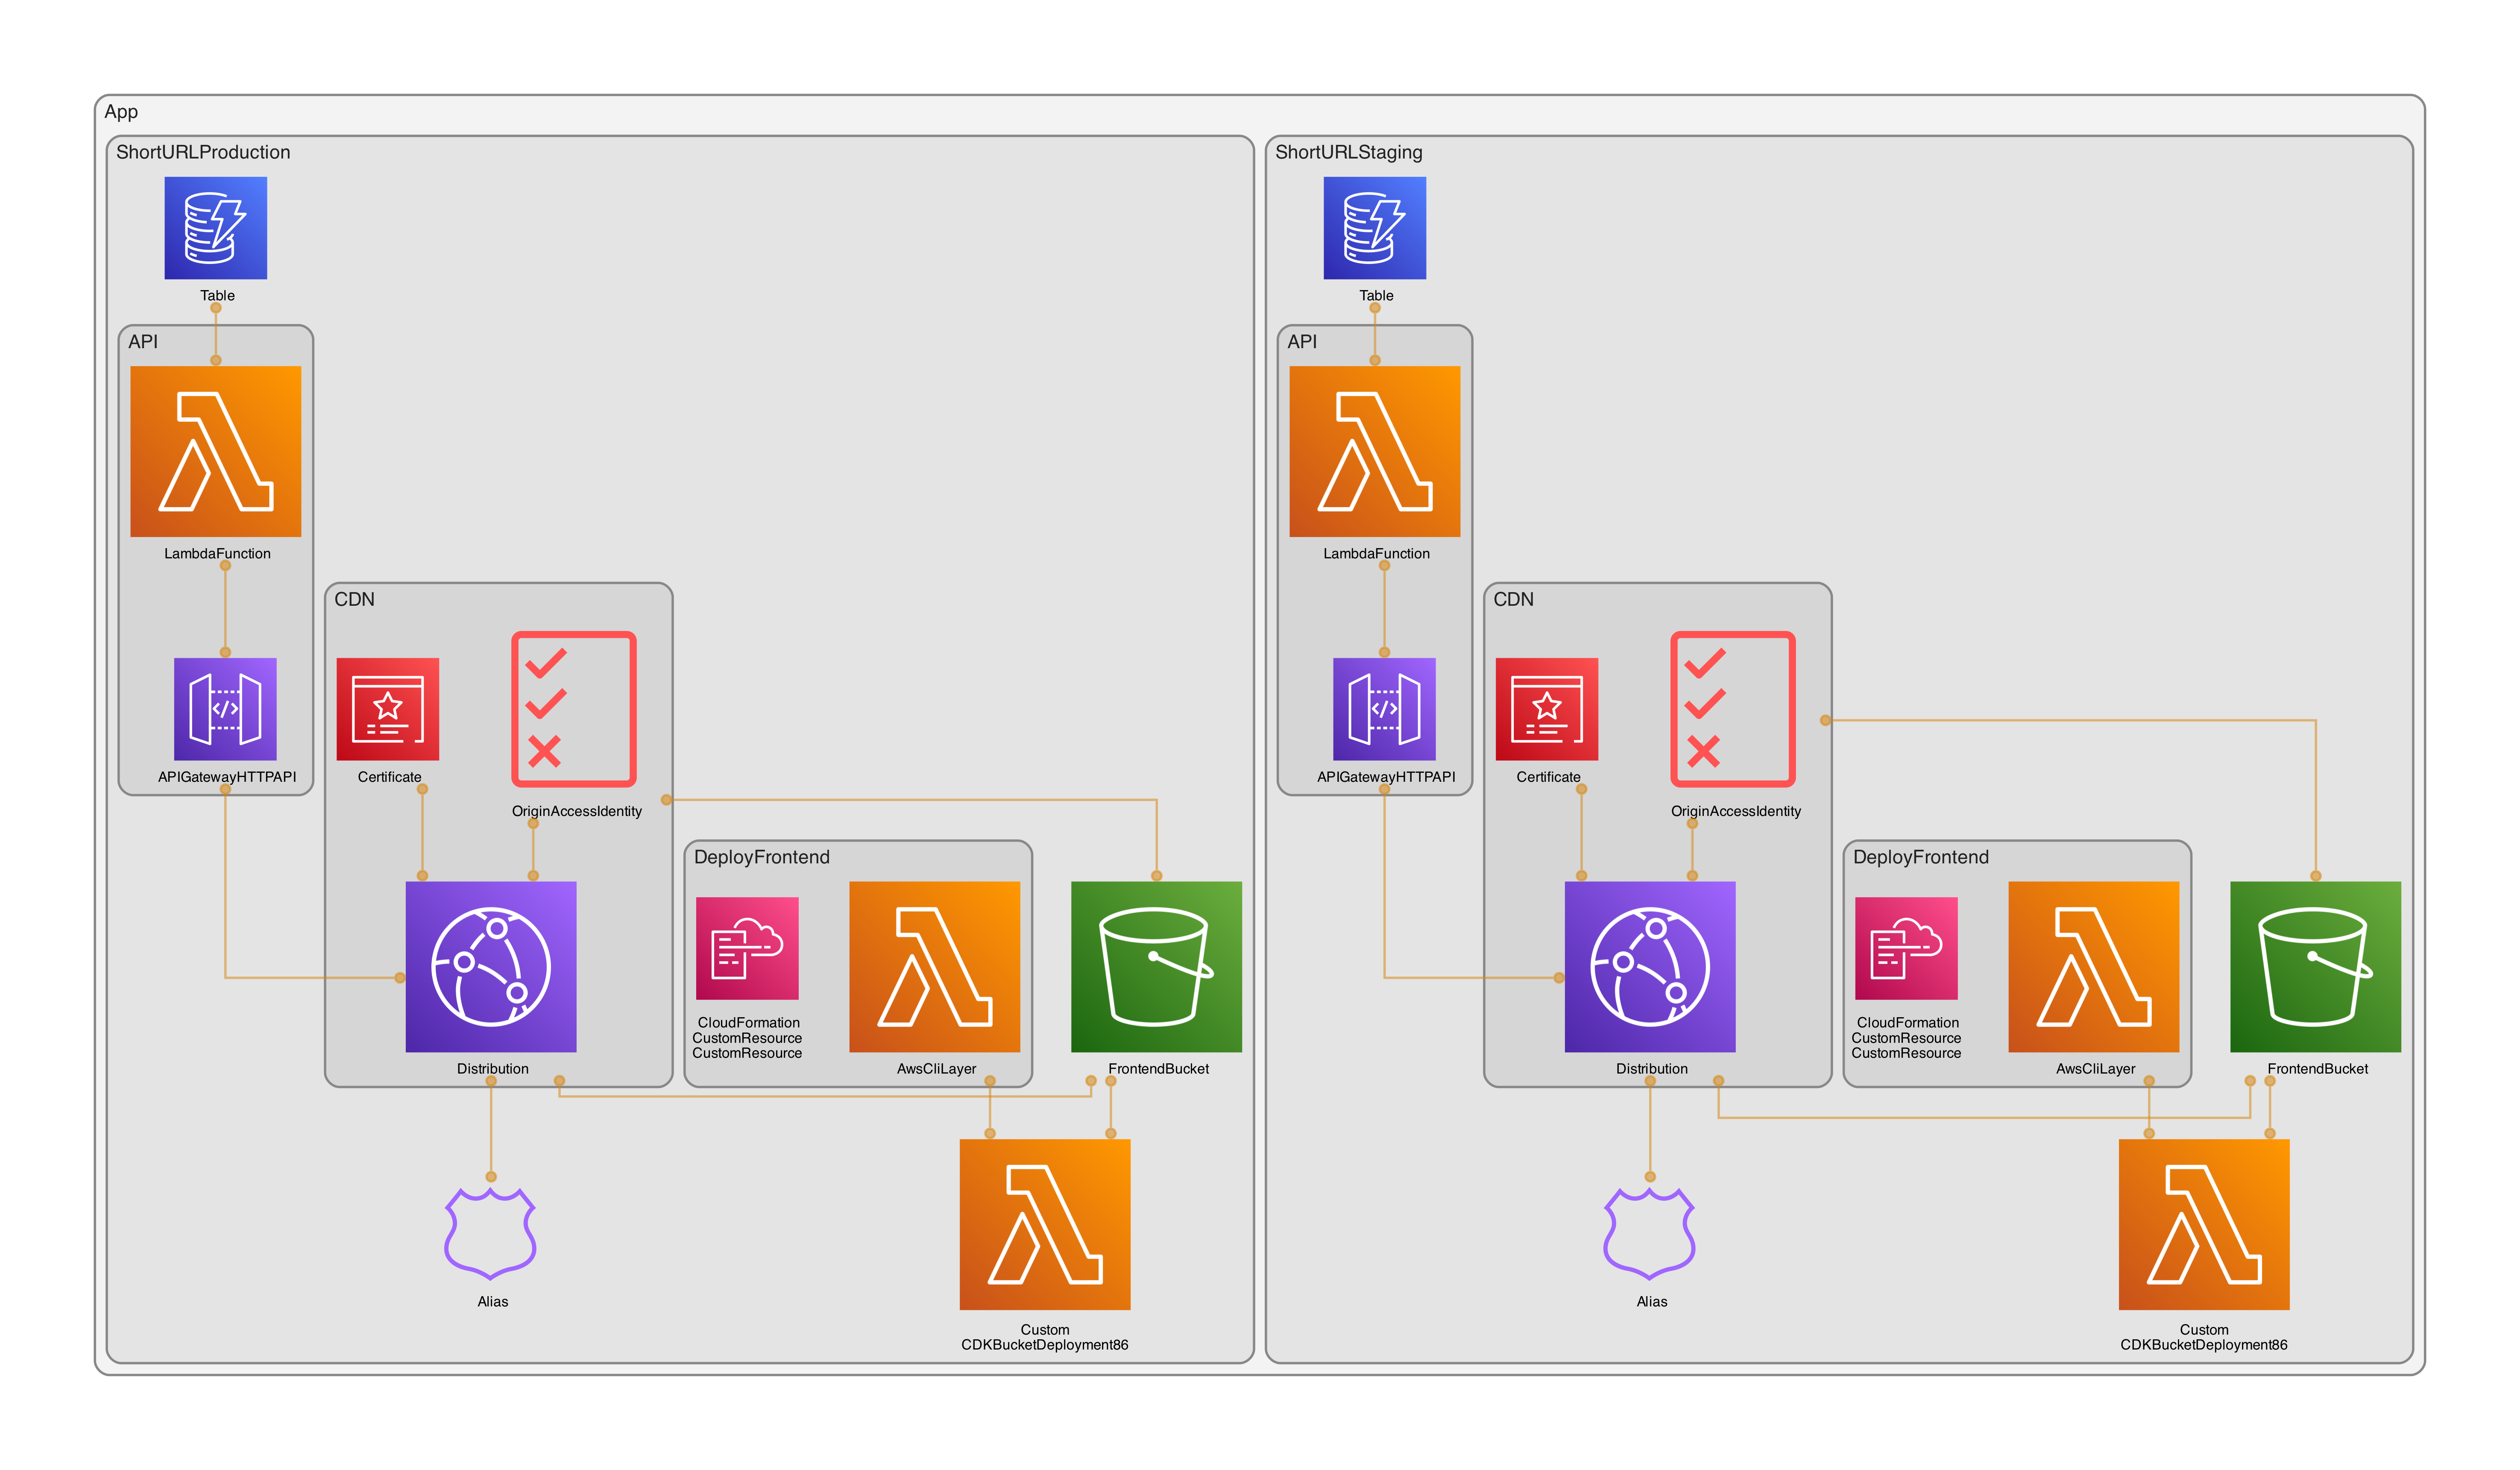 App
ShortURLProduction
Table
API
LambdaFunction
APIGatewayHTTPAPI
CDN
Certificate
OriginAccessIdentity
Distribution
DeployFrontend
CloudFormation
CustomResource
CustomResource
AwsCliLayer
FrontendBucket
Alias
Custom
CDKBucketDeployment86
ShortURLStaging
Table
API
LambdaFunction
APIGatewayHTTPAPI
CDN
Certificate
OriginAccessIdentity
Distribution
DeployFrontend
CloudFormation
CustomResource
CustomResource
AwsCliLayer
FrontendBucket
Alias
Custom
CDKBucketDeployment86